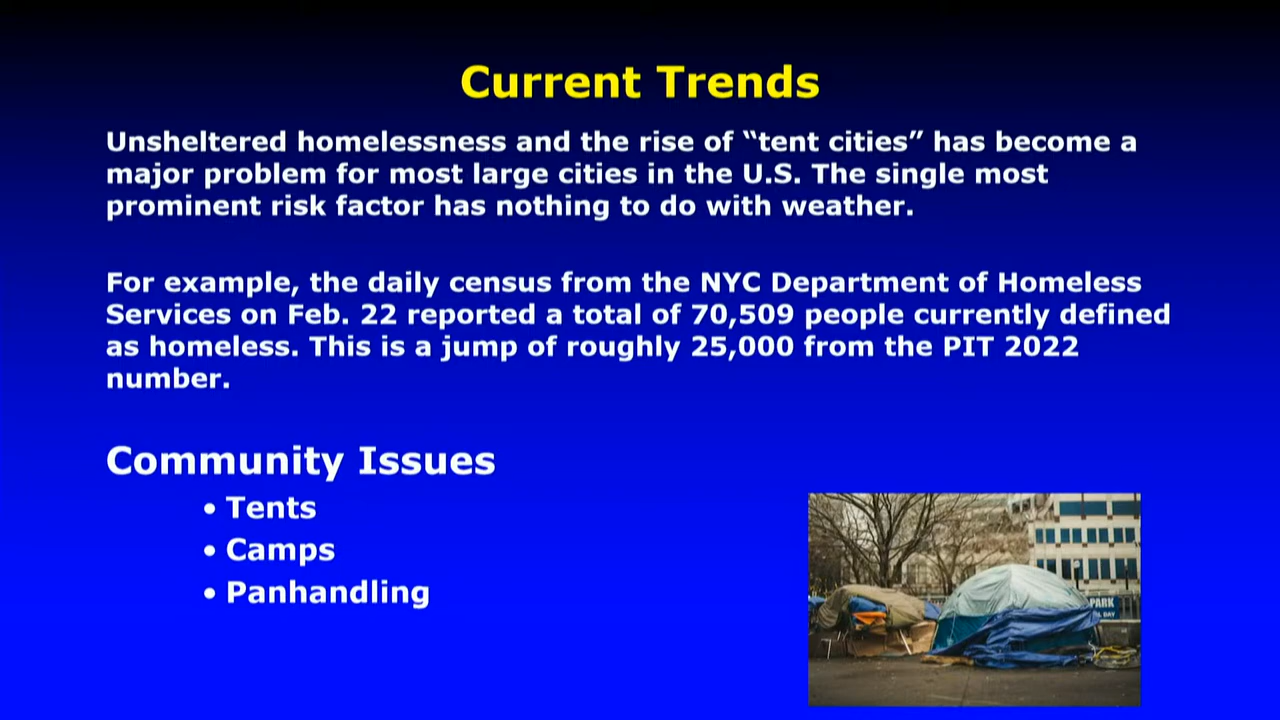 Current Trends
Unsheltered homelessness and the rise of “tent cities” has become a
major problem for most large cities in the U.S. The single most
prominent risk factor has nothing to do with weather.
For example, the daily census from the NYC Department of Homeless
Services on Feb. 22 reported a total of 70,509 people currently defined
as homeless. This is a jump of roughly 25,000 from the PIT 2022
number.
Community Issues
• Tents
• Camps
• Panhandling
PARK